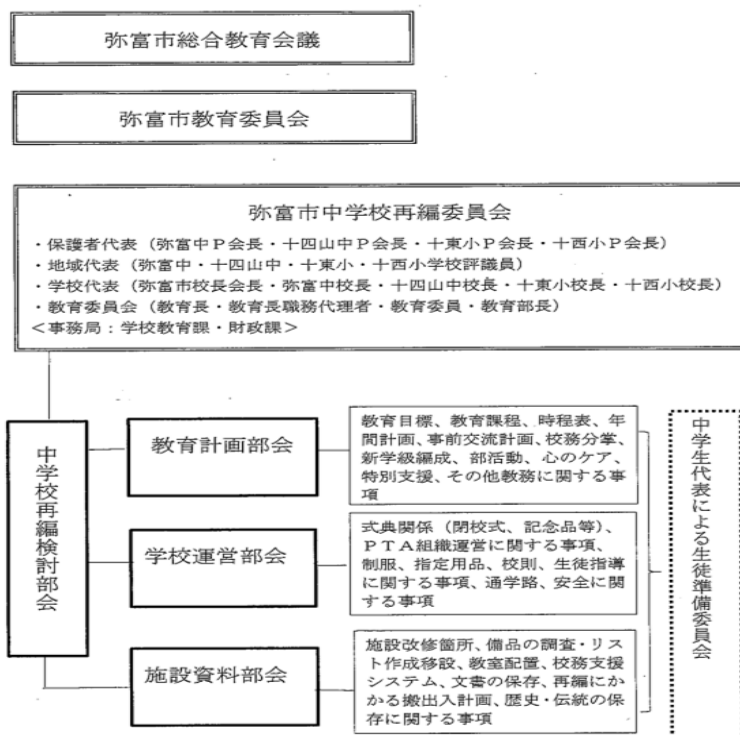 弥富市総合教育会議
弥富市教育委員会
弥富市中学校再編委員会
・保護者代表（弥富中Ｐ会長・十四山中Ｐ会長・十東小Ｐ会長・十西小Ｐ会長）
・地域代表（弥富中・十四山中・十東小・十西小学校評議員）
・学校代表（弥富市校長会長・弥富中校長・十四山中校長・十東小校長・十西小校長）
・教育委員会（教育長・教育長職務代理者・教育委員・教育部長）
＜事務局：学校教育課・財政課＞
中学校再編検討部会
教育計画部会
教育目標、教育課程、時程表、年
間計画、事前交流計画、校務分掌、
新学級編成、部活動、心のケア、
特別支援、その他教務に関する事
項
学校運営部会
式典関係（閉校式、記念品等）、
ＰＴＡ組織運営に関する事項、
制服、指定用品、校則、生徒指導
に関する事項、通学路、安全に関
する事項
施設資料部会
施設改修箇所、備品の調査・リス
ト作成移設、教室配置、校務支援
システム、文書の保存、再編にか
かる搬出入計画、歴史・伝統の保
存に関する事項
中学生代表による生徒準備委員会